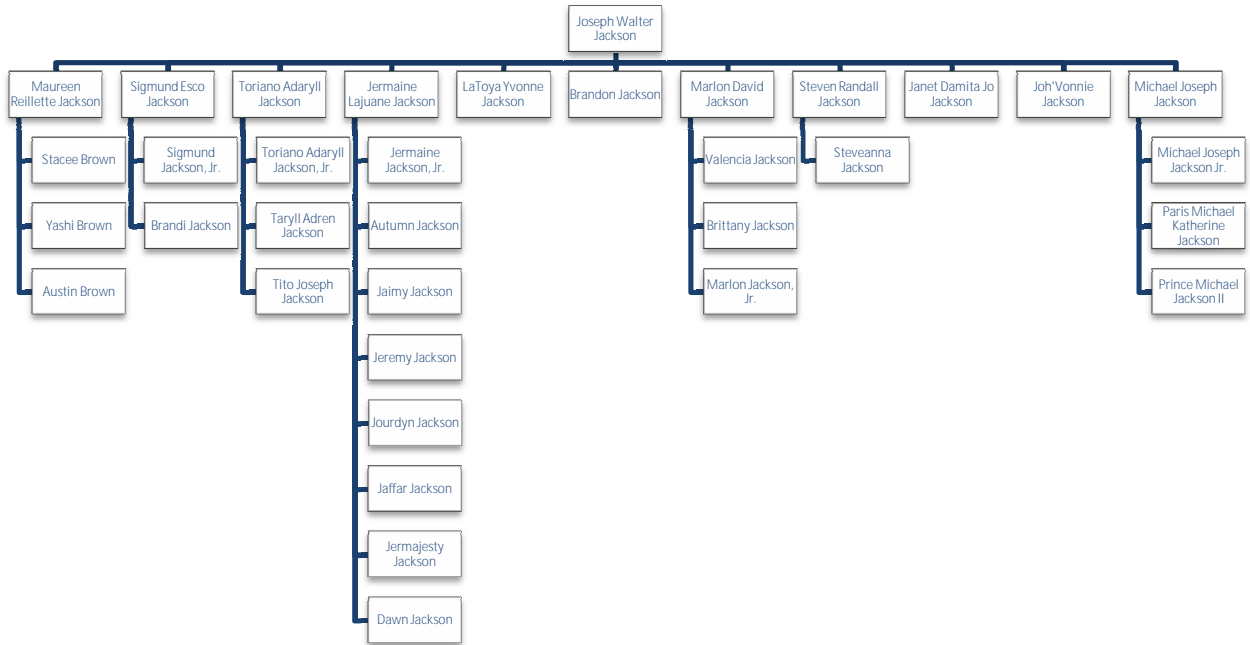 Joseph Walter
Jackson
Maureen
Reillette Jackson
Sigmund Esco
Jackson
Toriano Adaryll
Jackson
Jermaine
Lajuane Jackson
LaToya Yvonne
Jackson
Brandon Jackson
Marlon David
Jackson
Steven Randall
Jackson
Janet Damita Jo
Jackson
Joh'Vonnie
Jackson
Michael Joseph
Jackson
Stacee Brown
Yashi Brown
Austin Brown
Sigmund
Jackson, Jr.
Brandi Jackson
Toriano Adaryll
Jackson, Jr.
Taryll Adren
Jackson
Tito Joseph
Jackson
Jermaine
Jackson, Jr.
Autumn Jackson
Jaimy Jackson
Jeremy Jackson
Jourdyn Jackson
Jaffar Jackson
Jermajesty
Jackson
Dawn Jackson
Valencia Jackson
Brittany Jackson
Marlon Jackson,
Jr.
Steveanna
Jackson
Michael Joseph
Jackson Jr.
Paris Michael
Katherine
Jackson
Prince Michael
Jackson II